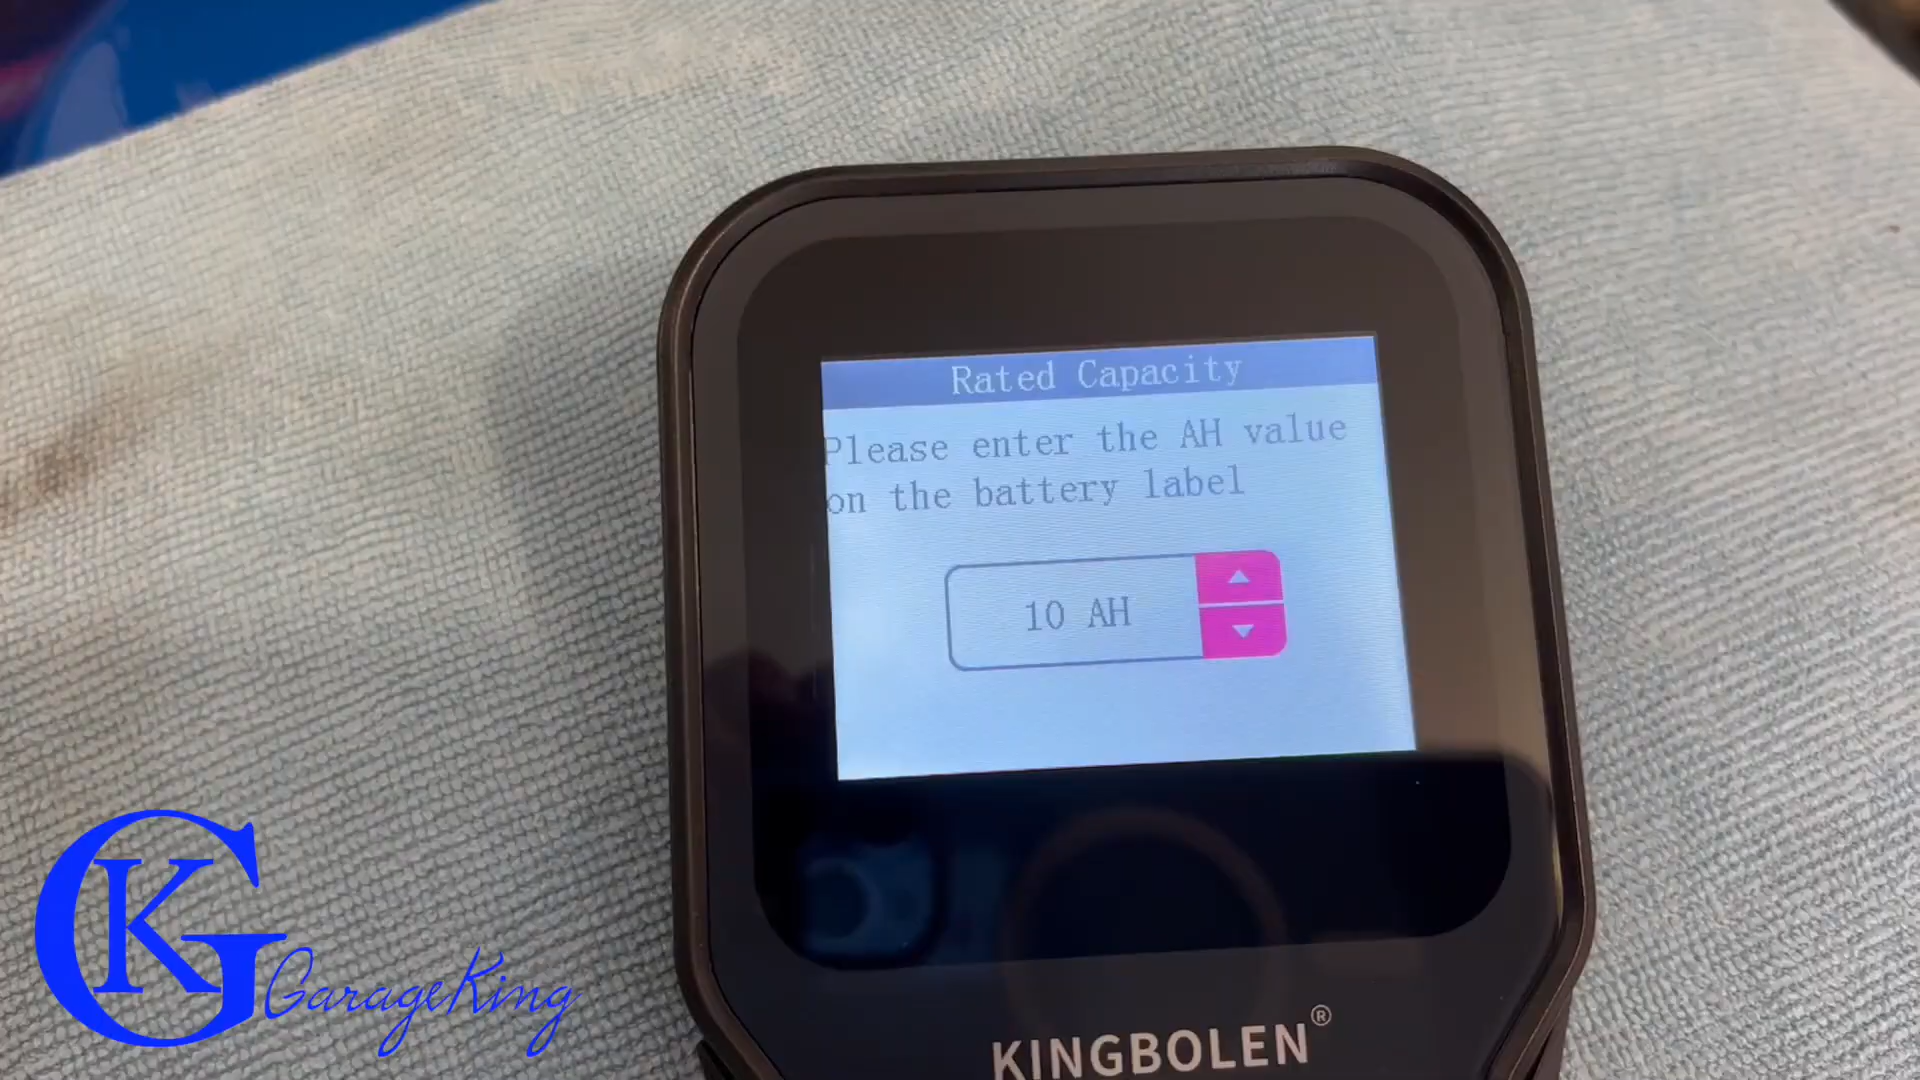 Rated Capacity
Please enter the AH value
on the battery label
10 AH
KINGBOLEN®
GK GarageKing